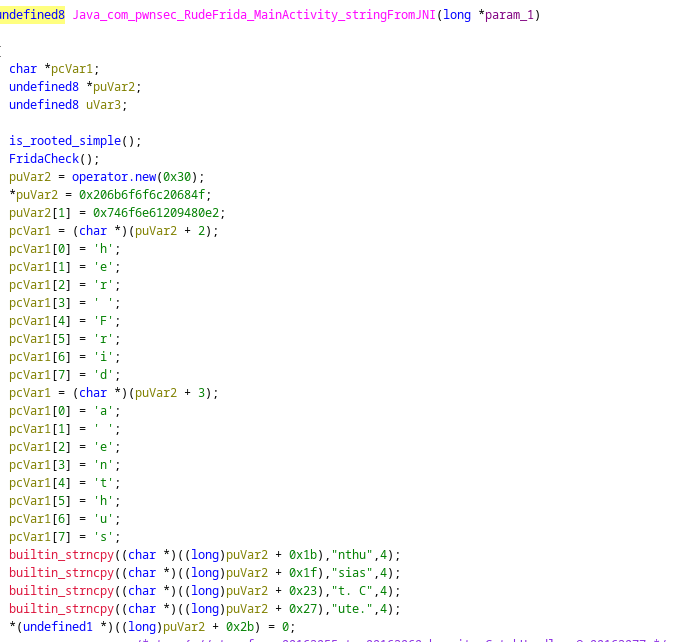 undefined8 Java_com_pwnsec_RudeFrida_MainActivity_stringFromJNI(long *param_1)
{
char *pcVar1;
undefined8 *puVar2;
undefined8 uVar3;
is_rooted_simple();
FridaCheck();
puVar2 = operator.new(0x30);
*puVar2 = 0x206b6f6f6c20684f;
puVar2[1] = 0x746f6e61209480e2;
pcVar1 = (char *)(puVar2 + 2);
pcVar1[0] = 'h';
pcVar1[1] = 'e';
pcVar1[2] = 'r';
pcVar1[3] = ' ';
pcVar1[4] = 'F';
pcVar1[5] = 'r';
pcVar1[6] = 'i';
pcVar1[7] = 'd';
pcVar1 = (char *)(puVar2 + 3);
pcVar1[0] = 'a';
pcVar1[1] = ' ';
pcVar1[2] = 'e';
pcVar1[3] = 'n';
pcVar1[4] = 't';
pcVar1[5] = 'h';
pcVar1[6] = 'u';
pcVar1[7] = 's';
builtin_strncpy((char *)((long)puVar2 + 0x1b),"nthu",4);
builtin_strncpy((char *)((long)puVar2 + 0x1f),"sias",4);
builtin_strncpy((char *)((long)puVar2 + 0x23),"t. C",4);
builtin_strncpy((char *)((long)puVar2 + 0x27),"ute.",4);
*(undefined1 *)((long)puVar2 + 0x2b) = 0;